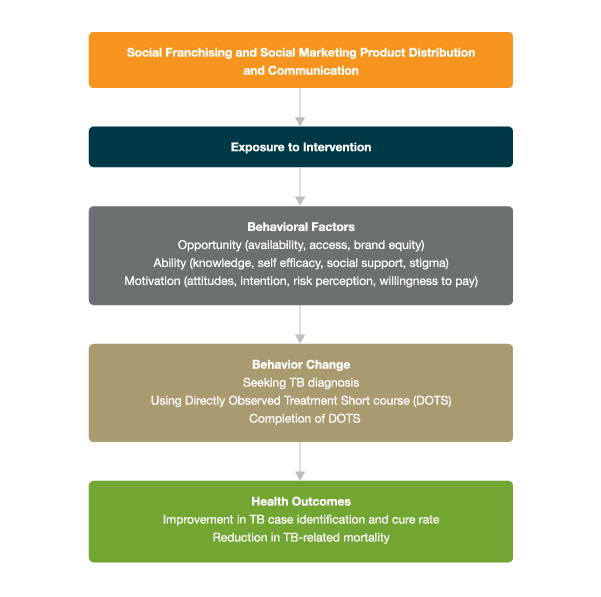 Social Franchising and Social Marketing Product Distribution
and Communication
Exposure to Intervention
Behavioral Factors
Opportunity (availability, access, brand equity)
Ability (knowledge, self efficacy, social support, stigma)
Motivation (attitudes, intention, risk perception, willingness to pay)
Behavior Change
Seeking TB diagnosis
Using Directly Observed Treatment Short course (DOTS)
Completion of DOTS
Health Outcomes
Improvement in TB case identification and cure rate
Reduction in TB-related mortality